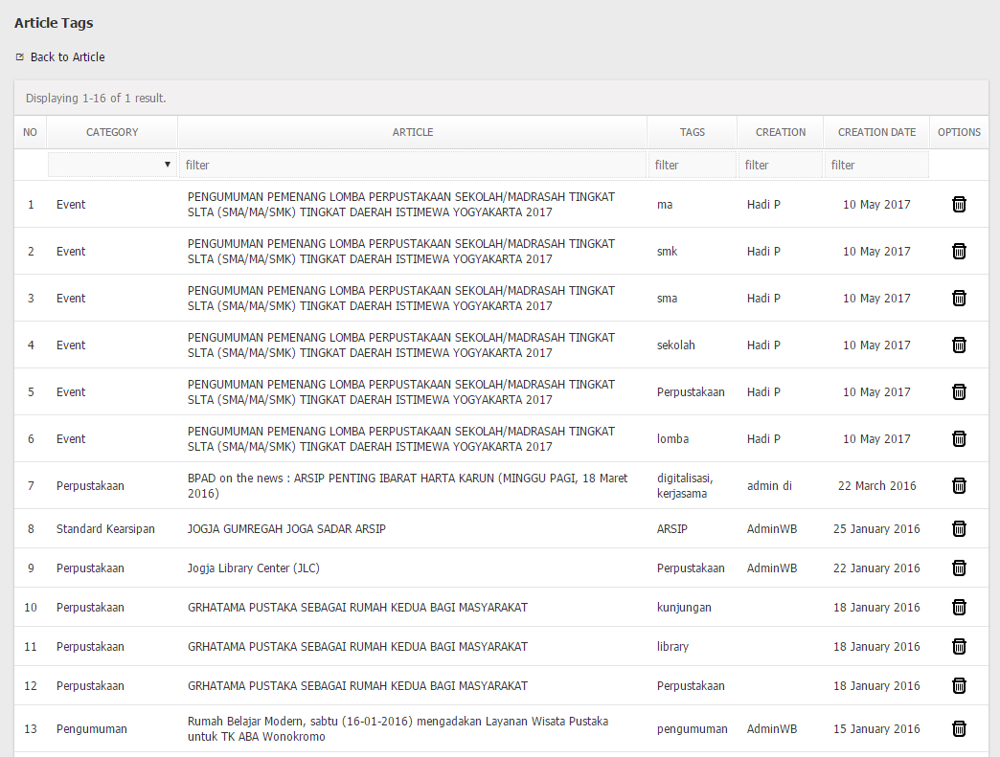 Article Tags
Back to Article
Displaying 1-16 of 1 result.
NO CATEGORY ARTICLE TAGS CREATION CREATION DATE OPTIONS
filter filter filter filter
1 Event PENGUMUMAN PEMENANG LOMBA PERPUSTAKAAN SEKOLAH/MADRASAH TINGKAT
SLTA (SMA/MA/SMK) TINGKAT DAERAH ISTIMEWA YOGYAKARTA 2017 ma Hadi P 10 May 2017
2 Event PENGUMUMAN PEMENANG LOMBA PERPUSTAKAAN SEKOLAH/MADRASAH TINGKAT
SLTA (SMA/MA/SMK) TINGKAT DAERAH ISTIMEWA YOGYAKARTA 2017 smk Hadi P 10 May 2017
3 Event PENGUMUMAN PEMENANG LOMBA PERPUSTAKAAN SEKOLAH/MADRASAH TINGKAT
SLTA (SMA/MA/SMK) TINGKAT DAERAH ISTIMEWA YOGYAKARTA 2017 sma Hadi P 10 May 2017
4 Event PENGUMUMAN PEMENANG LOMBA PERPUSTAKAAN SEKOLAH/MADRASAH TINGKAT
SLTA (SMA/MA/SMK) TINGKAT DAERAH ISTIMEWA YOGYAKARTA 2017 sekolah Hadi P 10 May 2017
5 Event PENGUMUMAN PEMENANG LOMBA PERPUSTAKAAN SEKOLAH/MADRASAH TINGKAT
SLTA (SMA/MA/SMK) TINGKAT DAERAH ISTIMEWA YOGYAKARTA 2017 Perpustakaan Hadi P 10 May 2017
6 Event PENGUMUMAN PEMENANG LOMBA PERPUSTAKAAN SEKOLAH/MADRASAH TINGKAT
SLTA (SMA/MA/SMK) TINGKAT DAERAH ISTIMEWA YOGYAKARTA 2017 lomba Hadi P 10 May 2017
7 Perpustakaan BPAD on the news : ARSIP PENTING IBARAT HARTA KARUN (MINGGU PAGI, 18 Maret
2016) digitalisasi,
kerjasama admin di 22 March 2016
8 Standard Kearsipan JOGJA GUMREGAH JOGA SADAR ARSIP ARSIP AdminWB 25 January 2016
9 Perpustakaan Jogja Library Center (JLC) Perpustakaan AdminWB 22 January 2016
10 Perpustakaan GRHATAMA PUSTAKA SEBAGAI RUMAH KEDUA BAGI MASYARAKAT kunjungan 18 January 2016
11 Perpustakaan GRHATAMA PUSTAKA SEBAGAI RUMAH KEDUA BAGI MASYARAKAT library 18 January 2016
12 Perpustakaan GRHATAMA PUSTAKA SEBAGAI RUMAH KEDUA BAGI MASYARAKAT Perpustakaan 18 January 2016
13 Pengumuman Rumah Belajar Modern, sabtu (16-01-2016) mengadakan Layanan Wisata Pustaka
untuk TK ABA Wonokromo pengumuman AdminWB 15 January 2016